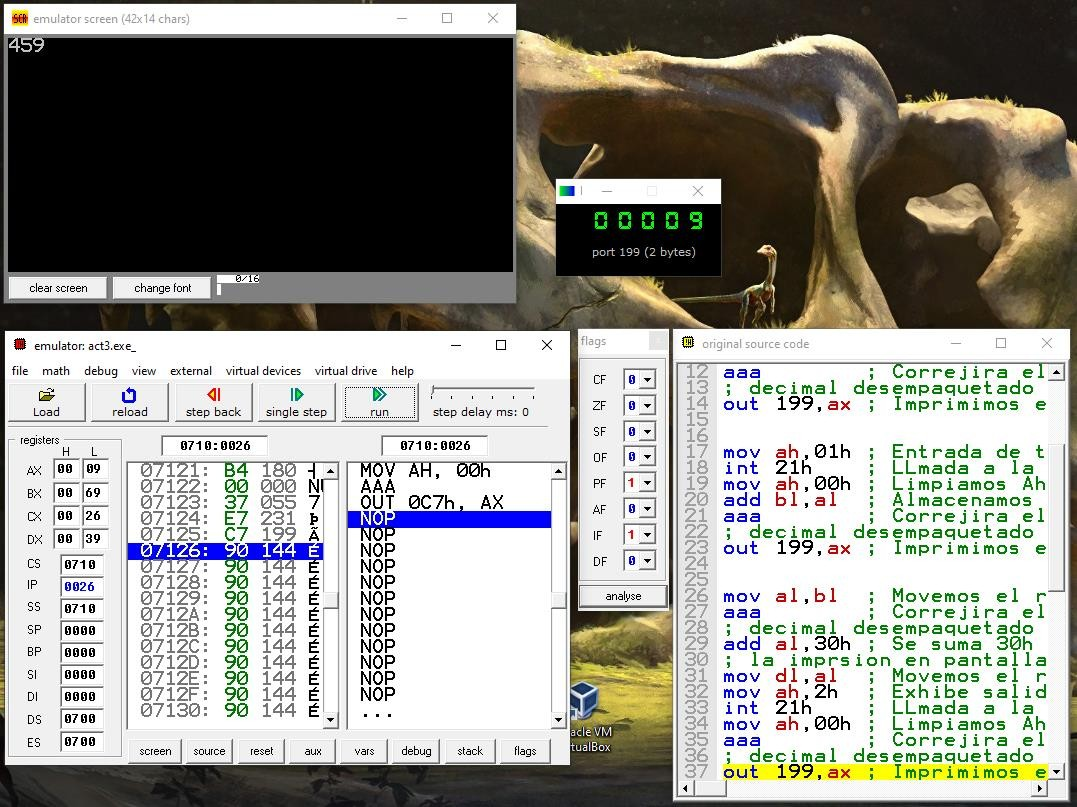 emulator screen (42x14 chars)
459
clear screen
change font
0/16
00009
port 199 (2 bytes)
emulator: act3.exe_
file math debug view external virtual devices virtual drive help
Load reload step back single step run step delay ms: 0
registers
H L
AX 00 09
BX 00 69
CX 00 26
DX 00 39
CS 0710
IP 0026
SS 0710
SP 0000
BP 0000
SI 0000
DI 0000
DS 0700
ES 0700
0710:0026
0710:0026
07121: B4 180 ┤
07122: 00 000 NU
07123: 37 055 7
07124: E7 231 þ
07125: C7 199 Ã
07126: 90 144 É
07127: 90 144 É
07128: 90 144 É
07129: 90 144 É
0712A: 90 144 É
0712B: 90 144 É
0712C: 90 144 É
0712D: 90 144 É
0712E: 90 144 É
0712F: 90 144 É
07130: 90 144 É
MOV AH, 00h
AAA
OUT 0C7h, AX
NOP
NOP
NOP
NOP
NOP
NOP
NOP
NOP
NOP
NOP
NOP
NOP
...
screen source reset aux vars debug stack flags
flags
CF 0
ZF 0
SF 0
OF 0
PF 1
AF 0
IF 1
DF 0
analyse
original source code
12 aaa ; Correjira el
13 ; decimal desempaquetado
14 out 199,ax ; Imprimimos e
15
16
17 mov ah,01h ; Entrada de t
18 int 21h ; LLmada a la
19 mov ah,00h ; Limpiamos Ah
20 add bl,al ; Almacenamos
21 aaa ; Correjira el
22 ; decimal desempaquetado
23 out 199,ax ; Imprimimos e
24
25
26 mov al,bl ; Movemos el r
27 aaa ; Correjira el
28 ; decimal desempaquetado
29 add al,30h ; Se suma 30h
30 ; la imprsion en pantalla
31 mov dl,al ; Movemos el r
32 mov ah,2h ; Exhibe salid
33 int 21h ; LLmada a la
34 mov ah,00h ; Limpiamos Ah
35 aaa ; Correjira el
36 ; decimal desempaquetado
37 out 199,ax ; Imprimimos e
acle VM
tualBox